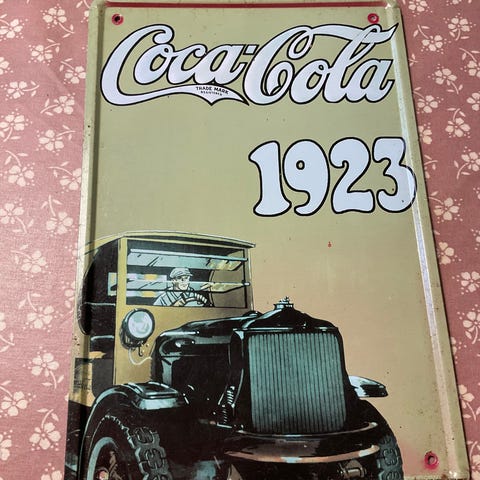 Coca-Cola
TRADE MARK
REGISTERED
1923